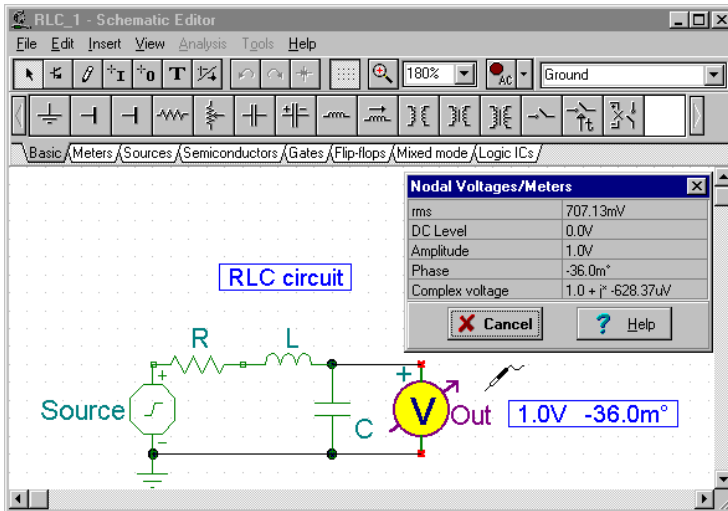 RLC_1 - Schematic Editor
File Edit Insert View Analysis Tools Help
+I +0 T 180% AC Ground
t
Basic Meters Sources Semiconductors Gates Flip-flops Mixed mode Logic ICs
Nodal Voltages/Meters
rms 707.13mV
DC Level 0.0V
Amplitude 1.0V
Phase -36.0m°
Complex voltage 1.0 + j* -628.37uV
Cancel ? Help
RLC circuit
R L
+ +
Source C V Out 1.0V -36.0m°
-